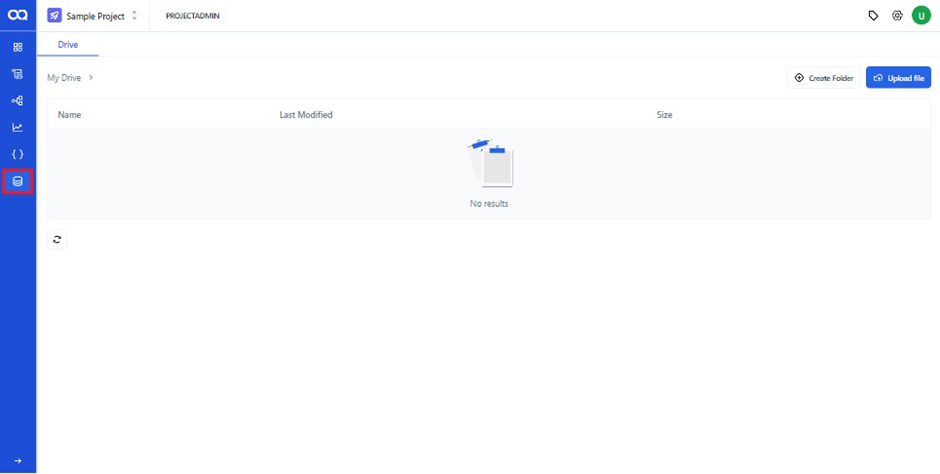 Sample Project PROJECTADMIN U
Drive
My Drive Create Folder Upload file
Name Last Modified Size
No results